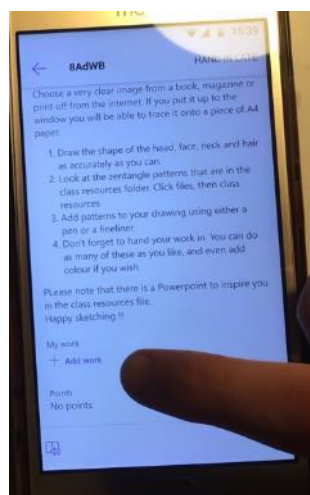 15:39
8AdWB
HAND IN LATE
Choose a very clear image from a book, magazine or
print off from the internet. If you put it up to the
window you will be able to trace it onto a piece of A4
paper.
1. Draw the shape of the head, face, neck and hair
as accurately as you can.
2. Look at the zentangle patterns that are in the
class resources folder. Click files, then class
resources
3. Add patterns to your drawing using either a
pen or a fineliner.
4. Don't forget to hand your work in. You can do
as many of these as you like, and even add
colour if you wish
PLease note that there is a Powerpoint to inspire you
in the class resources file.
Happy sketching !!
My work
+ Add work
Points
No points